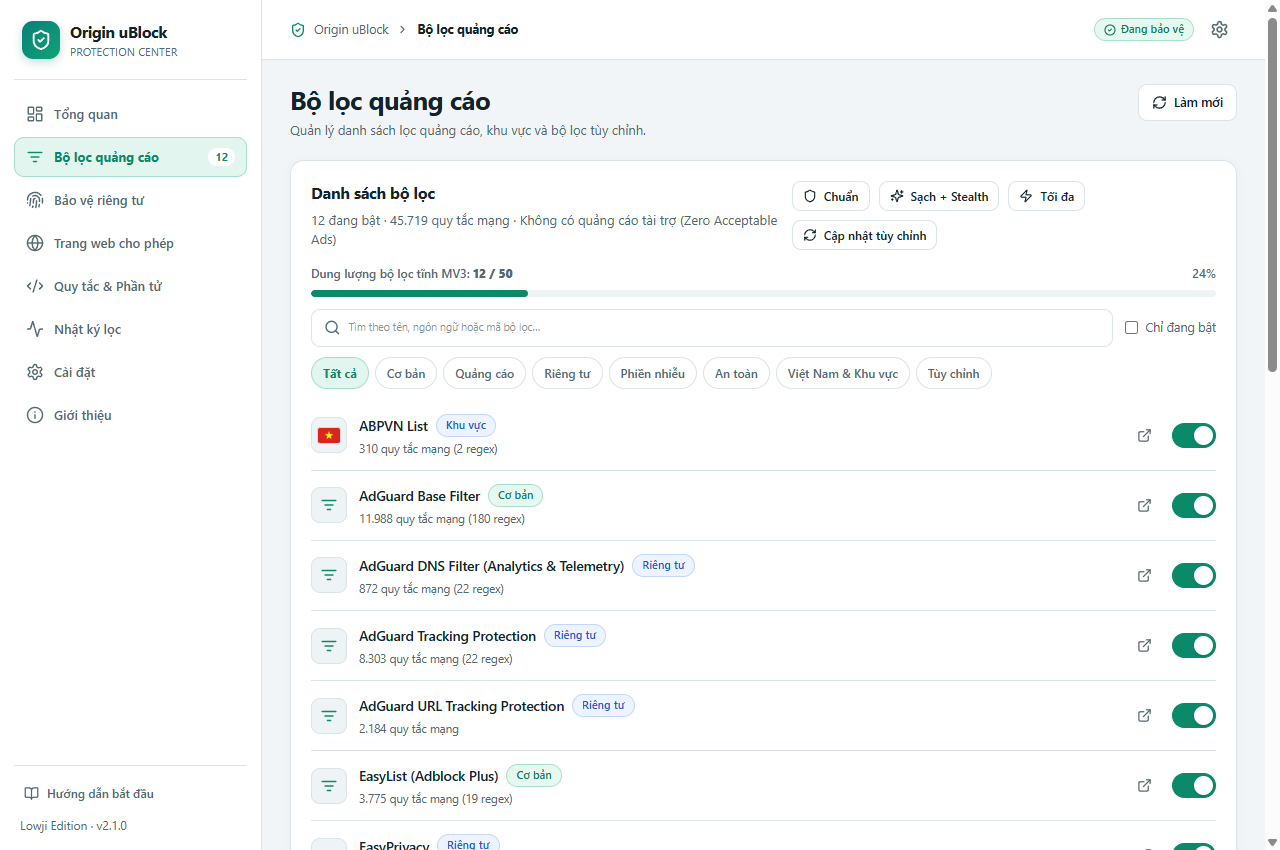 Origin uBlock
PROTECTION CENTER
Tổng quan
Bộ lọc quảng cáo 12
Bảo vệ riêng tư
Trang web cho phép
Quy tắc & Phần tử
Nhật ký lọc
Cài đặt
Giới thiệu
Hướng dẫn bắt đầu
Lowji Edition · v2.1.0
Origin uBlock > Bộ lọc quảng cáo
Đang bảo vệ
Bộ lọc quảng cáo
Quản lý danh sách lọc quảng cáo, khu vực và bộ lọc tùy chỉnh.
Làm mới
Danh sách bộ lọc
12 đang bật · 45.719 quy tắc mạng · Không có quảng cáo tài trợ (Zero Acceptable
Ads)
Chuẩn
Sạch + Stealth
Tối đa
Cập nhật tùy chỉnh
Dung lượng bộ lọc tĩnh MV3: 12 / 50
24%
Tìm theo tên, ngôn ngữ hoặc mã bộ lọc...
Chỉ đang bật
Tất cả
Cơ bản
Quảng cáo
Riêng tư
Phiền nhiễu
An toàn
Việt Nam & Khu vực
Tùy chỉnh
ABPVN List Khu vực
310 quy tắc mạng (2 regex)
AdGuard Base Filter Cơ bản
11.988 quy tắc mạng (180 regex)
AdGuard DNS Filter (Analytics & Telemetry) Riêng tư
872 quy tắc mạng (22 regex)
AdGuard Tracking Protection Riêng tư
8.303 quy tắc mạng (22 regex)
AdGuard URL Tracking Protection Riêng tư
2.184 quy tắc mạng
EasyList (Adblock Plus) Cơ bản
3.775 quy tắc mạng (19 regex)
EasyPrivacy Riêng tư